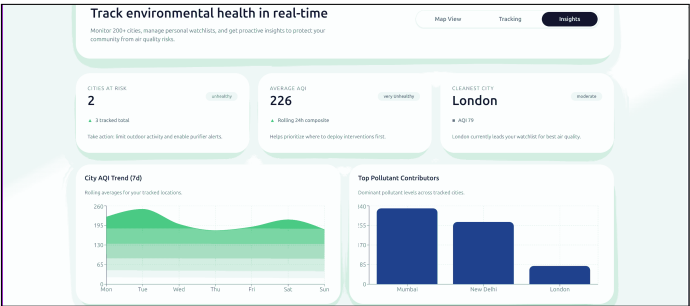 Track environmental health in real-time
Monitor 200+ cities, manage personal watchlists, and get proactive insights to protect your
community from air quality risks.
Map View Tracking Insights
CITIES AT RISK
2
unhealthy
▲ 3 tracked total
Take action: limit outdoor activity and enable purifier alerts.
AVERAGE AQI
226
very Unhealthy
▲ Rolling 24h composite
Helps prioritize where to deploy interventions first.
CLEANEST CITY
London
moderate
AQI 79
London currently leads your watchlist for best air quality.
City AQI Trend (7d)
Rolling averages for your tracked locations.
260
195
130
65
0
Mon Tue Wed Thu Fri Sat Sun
Top Pollutant Contributors
Dominant pollutant levels across tracked cities.
340
255
170
85
0
Mumbai New Delhi London